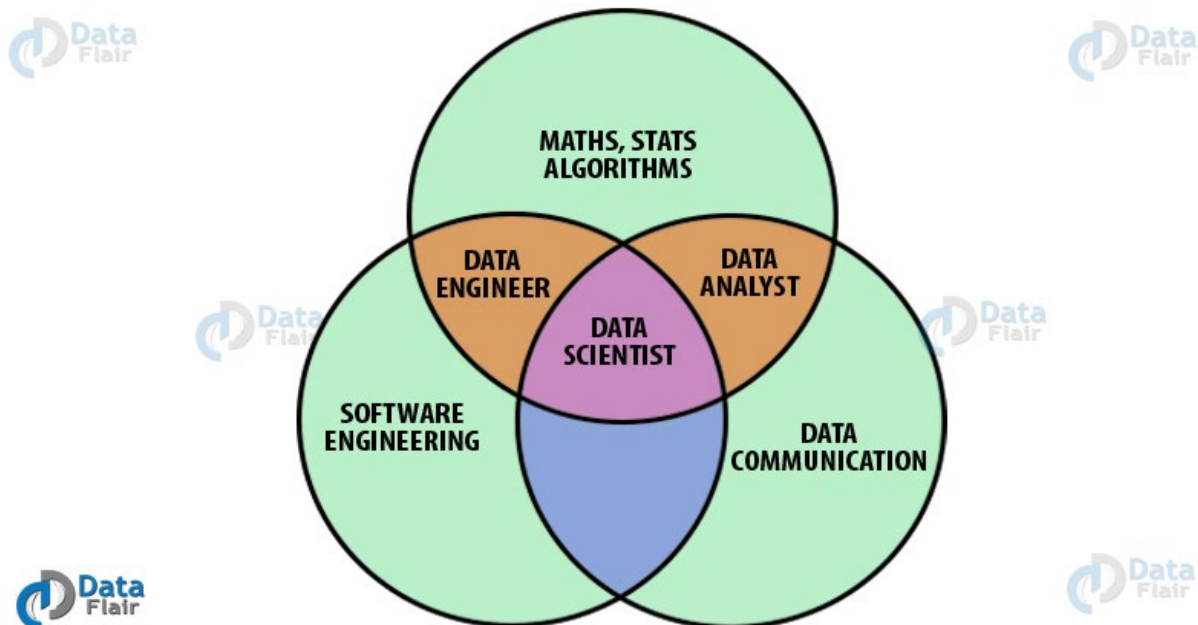 Data
Flair
Data
Flair
MATHS, STATS
ALGORITHMS
DATA
ENGINEER
DATA
ANALYST
Data
Flair
DATA
SCIENTIST
Data
Flair
SOFTWARE
ENGINEERING
DATA
COMMUNICATION
Data
Flair
Data
Flair